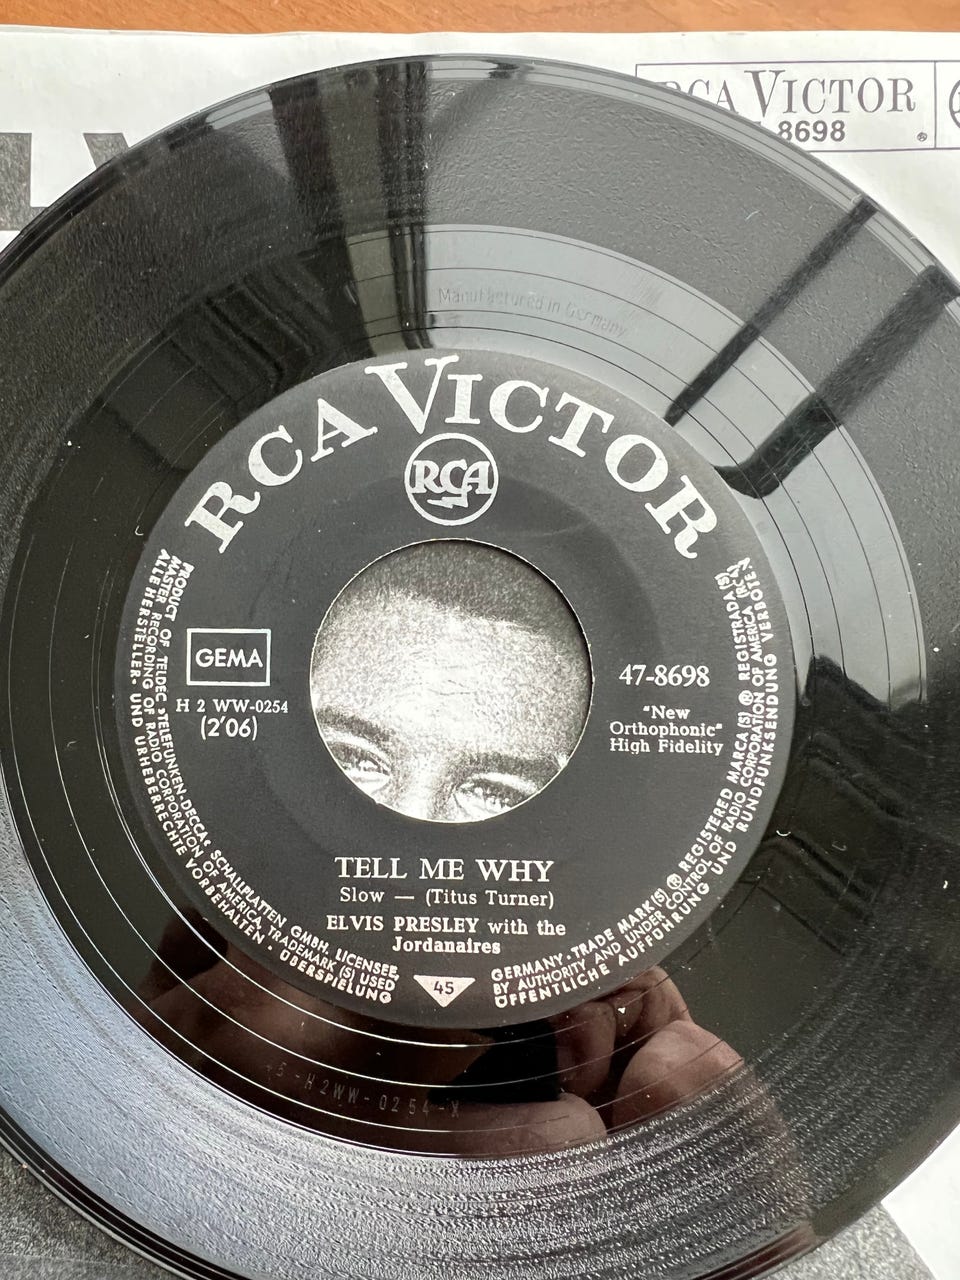 RCA VICTOR
8698
®
Manufactured in Germany
RCA VICTOR
RCA
GEMA
H 2 WW-0254
(2'06)
47-8698
"New
Orthophonic"
High Fidelity
TELL ME WHY
Slow — (Titus Turner)
ELVIS PRESLEY with the
Jordanaires
45
PRODUCT OF TELDEC »TELEFUNKEN-DECCA« SCHALLPLATTEN GMBH, LICENSEE,
MASTER RECORDING OF RADIO CORPORATION OF AMERICA, TRADEMARK (S) USED
ALLE HERSTELLER- UND URHEBERRECHTE VORBEHALTEN · ÜBERSPIELUNG
GERMANY · TRADE MARK(S) ® REGISTERED MARCA(S) ® REGISTRADA(S)
BY AUTHORITY AND UNDER CONTROL OF RADIO CORPORATION OF AMERICA (RCA)
ÖFFENTLICHE AUFFÜHRUNG UND RUNDFUNKSENDUNG VERBOTEN
5-H2WW-0254-X